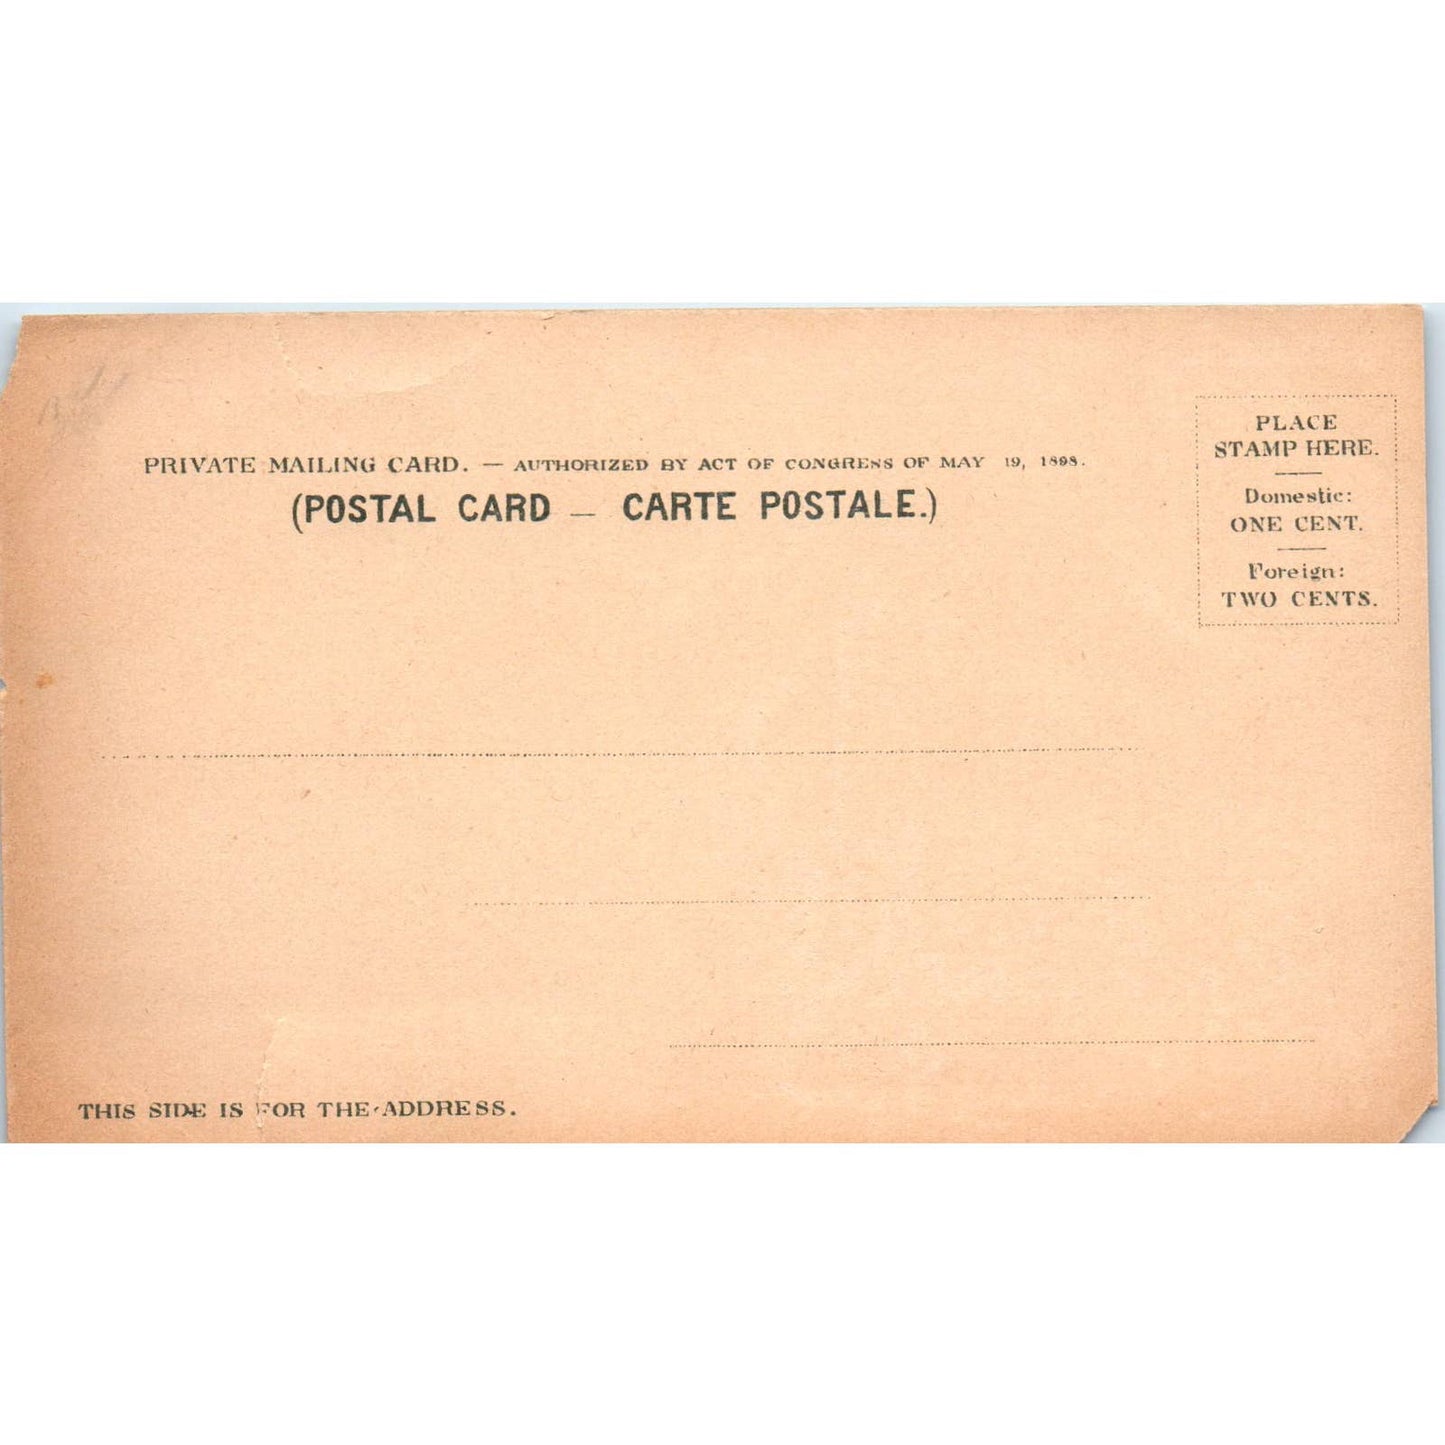 PRIVATE MAILING CARD. — AUTHORIZED BY ACT OF CONGRESS OF MAY 19, 1898.
(POSTAL CARD — CARTE POSTALE.)
PLACE
STAMP HERE.
Domestic:
ONE CENT.
Foreign:
TWO CENTS.
THIS SIDE IS FOR THE ADDRESS.